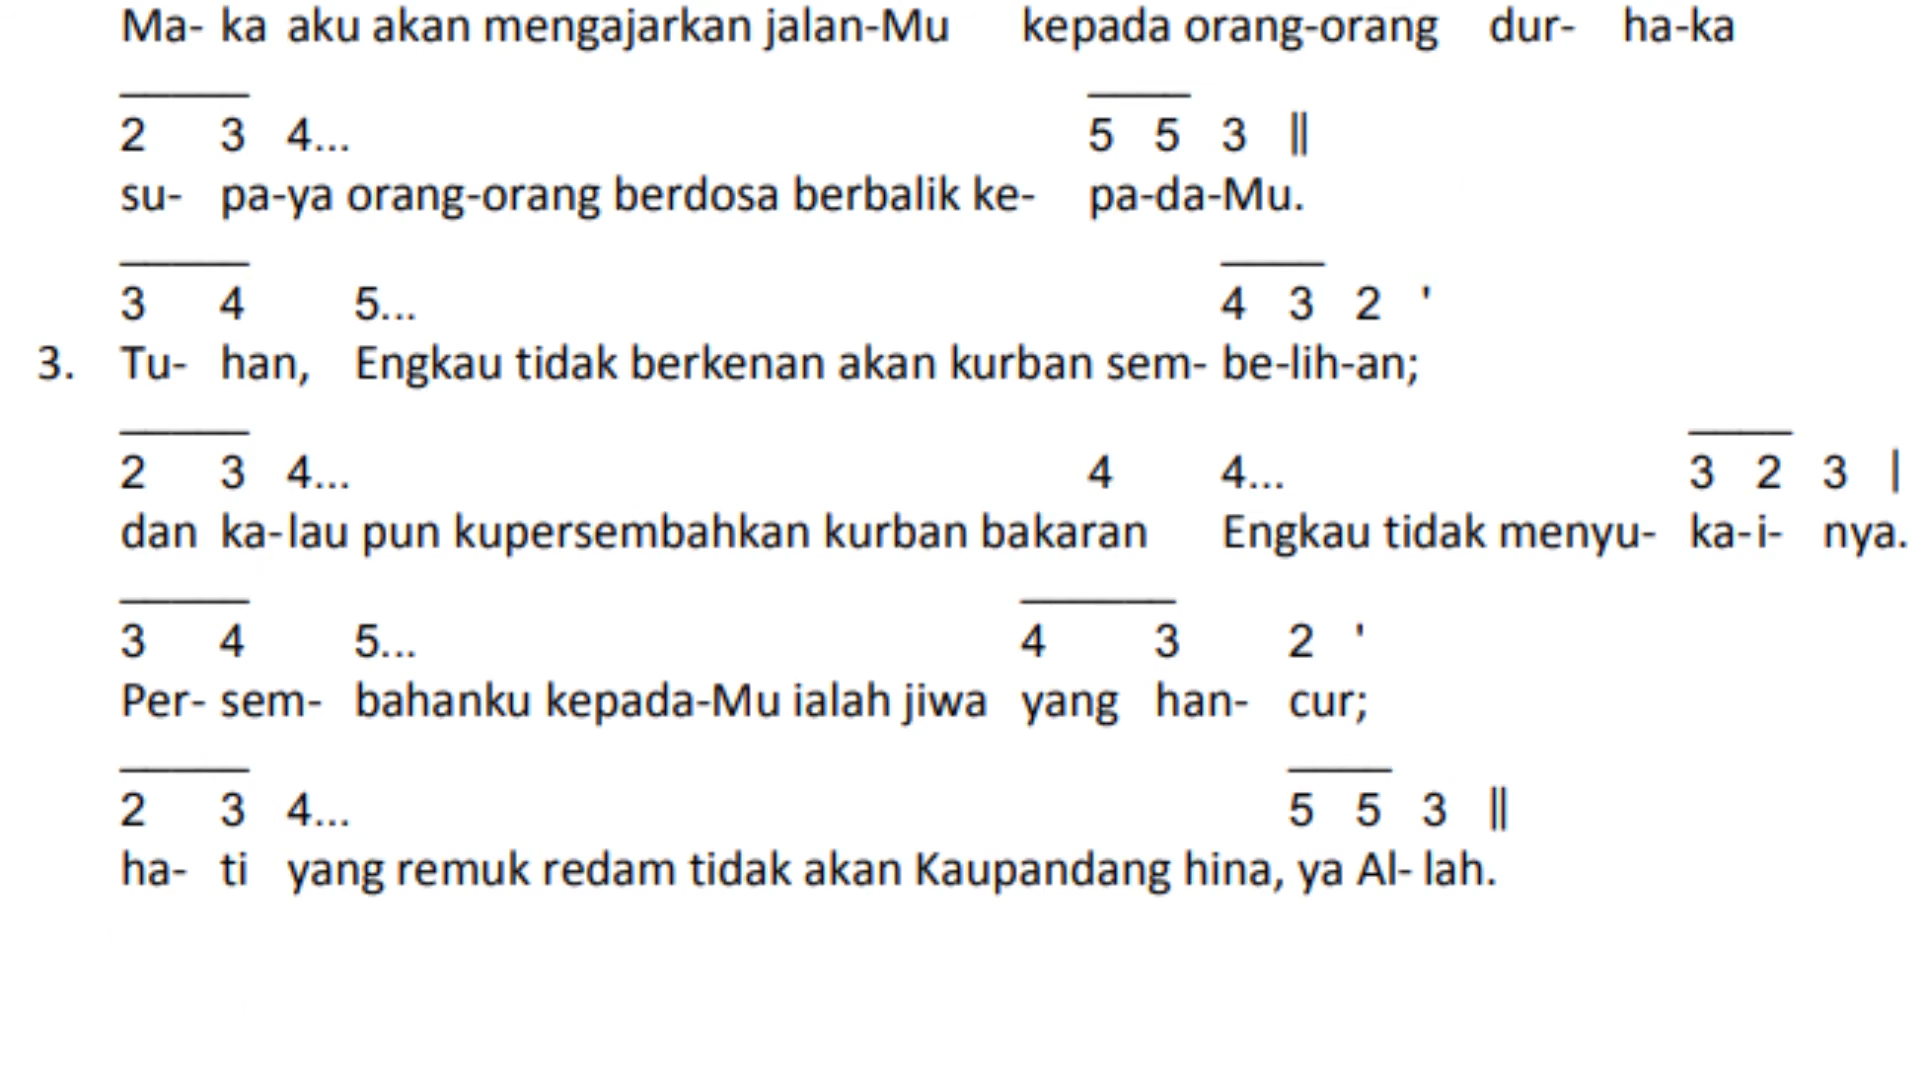 Ma- ka aku akan mengajarkan jalan-Mu kepada orang-orang dur- ha-ka
2 3 4... 5 5 3 ||
su- pa-ya orang-orang berdosa berbalik ke- pa-da-Mu.
3 4 5... 4 3 2 '
3. Tu- han, Engkau tidak berkenan akan kurban sem- be-lih-an;
2 3 4... 4 4... 3 2 3 |
dan ka-lau pun kupersembahkan kurban bakaran Engkau tidak menyu- ka-i- nya.
3 4 5... 4 3 2 '
Per- sem- bahanku kepada-Mu ialah jiwa yang han- cur;
2 3 4... 5 5 3 ||
ha- ti yang remuk redam tidak akan Kaupandang hina, ya Al- lah.